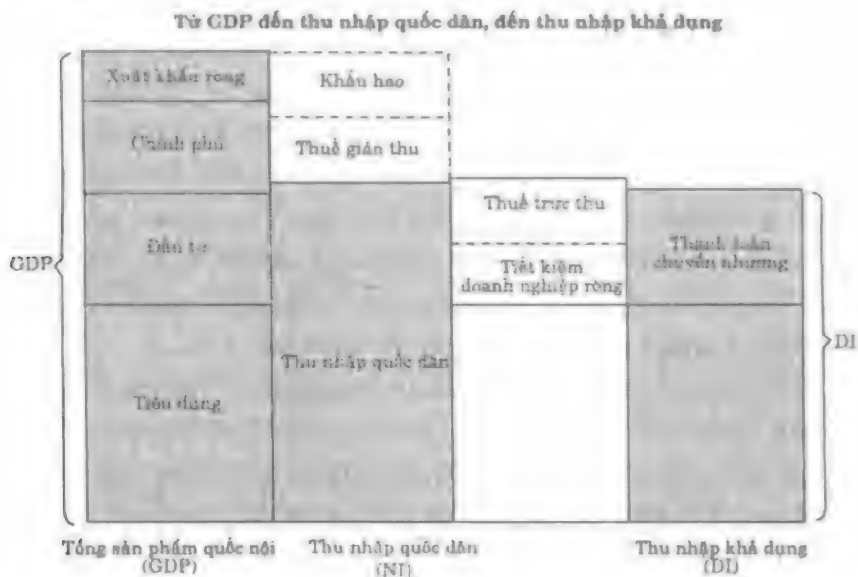 Từ GDP đến thu nhập quốc dân, đến thu nhập khả dụng
Xuất khẩu ròng
Chính phủ
Đầu tư
Tiêu dùng
GDP
Khấu hao
Thuế gián thu
Thu nhập quốc dân
Thuế trực thu
Tiết kiệm
doanh nghiệp ròng
Thanh toán
chuyển nhượng
DI
Tổng sản phẩm quốc nội
(GDP)
Thu nhập quốc dân
(NI)
Thu nhập khả dụng
(DI)